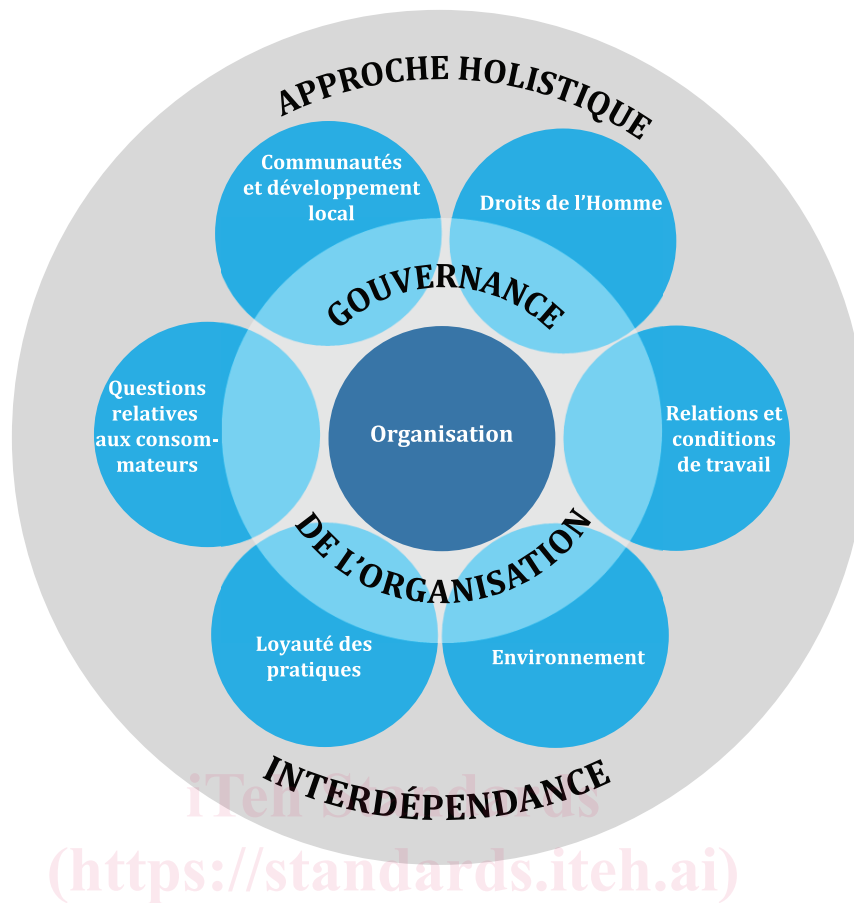 APPROCHE HOLISTIQUE
Communautés
et développement
local
Droits de l’Homme
GOUVERNANCE
Questions
relatives
aux consom-
mateurs
Organisation
Relations et
conditions
de travail
DE L’ORGANISATION
Loyauté des
pratiques
Environnement
INTERDÉPENDANCE
iTeh Standards
(https://standards.iteh.ai)